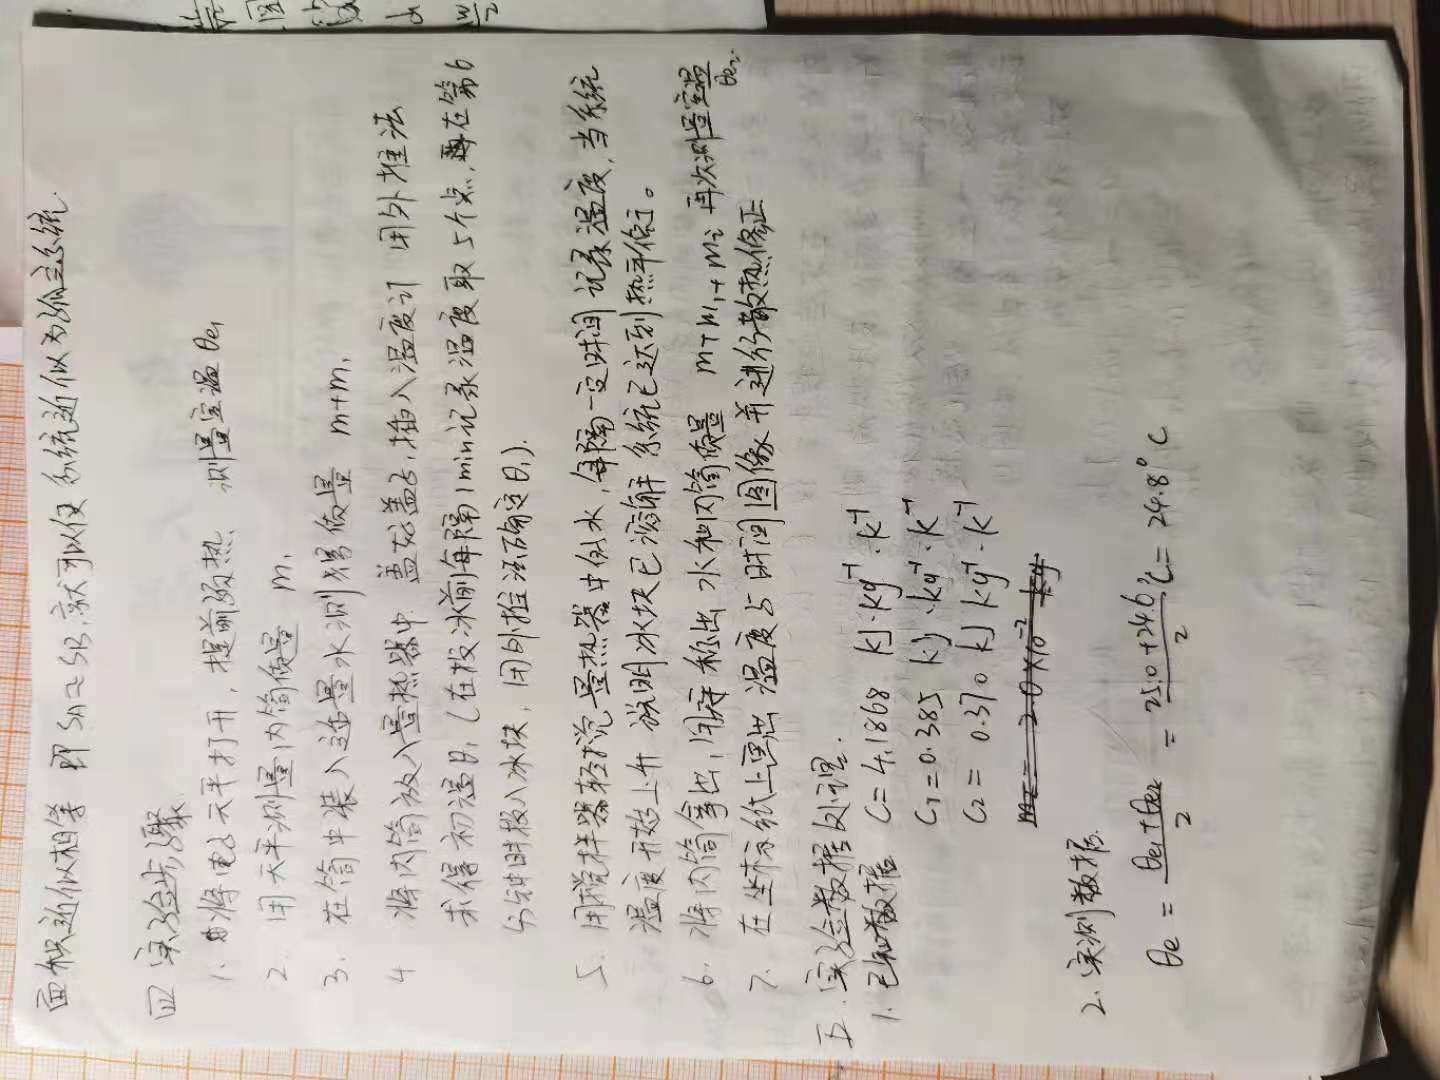 面积近似相等 即 SA≈SB，就可以使系统近似为孤立系统.
四 实验步骤
1. 将电子天平打开，提前预热 测量室温 θe₁
2. 用天平测量内筒质量 m₁
3. 在筒中装入适量水测得质量 m+m₁
4 将内筒放入量热器中 盖好盖子，插入温度计 用外推法
求得初温θ₁(在投冰前每隔1min记录温度取5个点，在第6
分钟时投入冰块，用外推法确定θ₁).
5. 用搅拌器轻搅量热器中的水，每隔一定时间记录温度，当系统
温度开始上升 说明冰块已溶解 系统已达到热平衡。
6. 将内筒拿出，用天平称出水和内筒质量 m+m₁+mi 再次测量室温θe₂.
7. 在坐标纸上画出 温度与时间图像并进行散热修正
五. 实验数据处理.
1. 已知数据 C=4.1868 kJ·kg⁻¹·k⁻¹
C₁=0.385 kJ·kg⁻¹·k⁻¹
C₂= 0.370 kJ kg⁻¹·k⁻¹
2. 实测数据.
θe = (θe₁+θe₂)/2 = (25.0+24.6)/2 ℃= 24.8°C